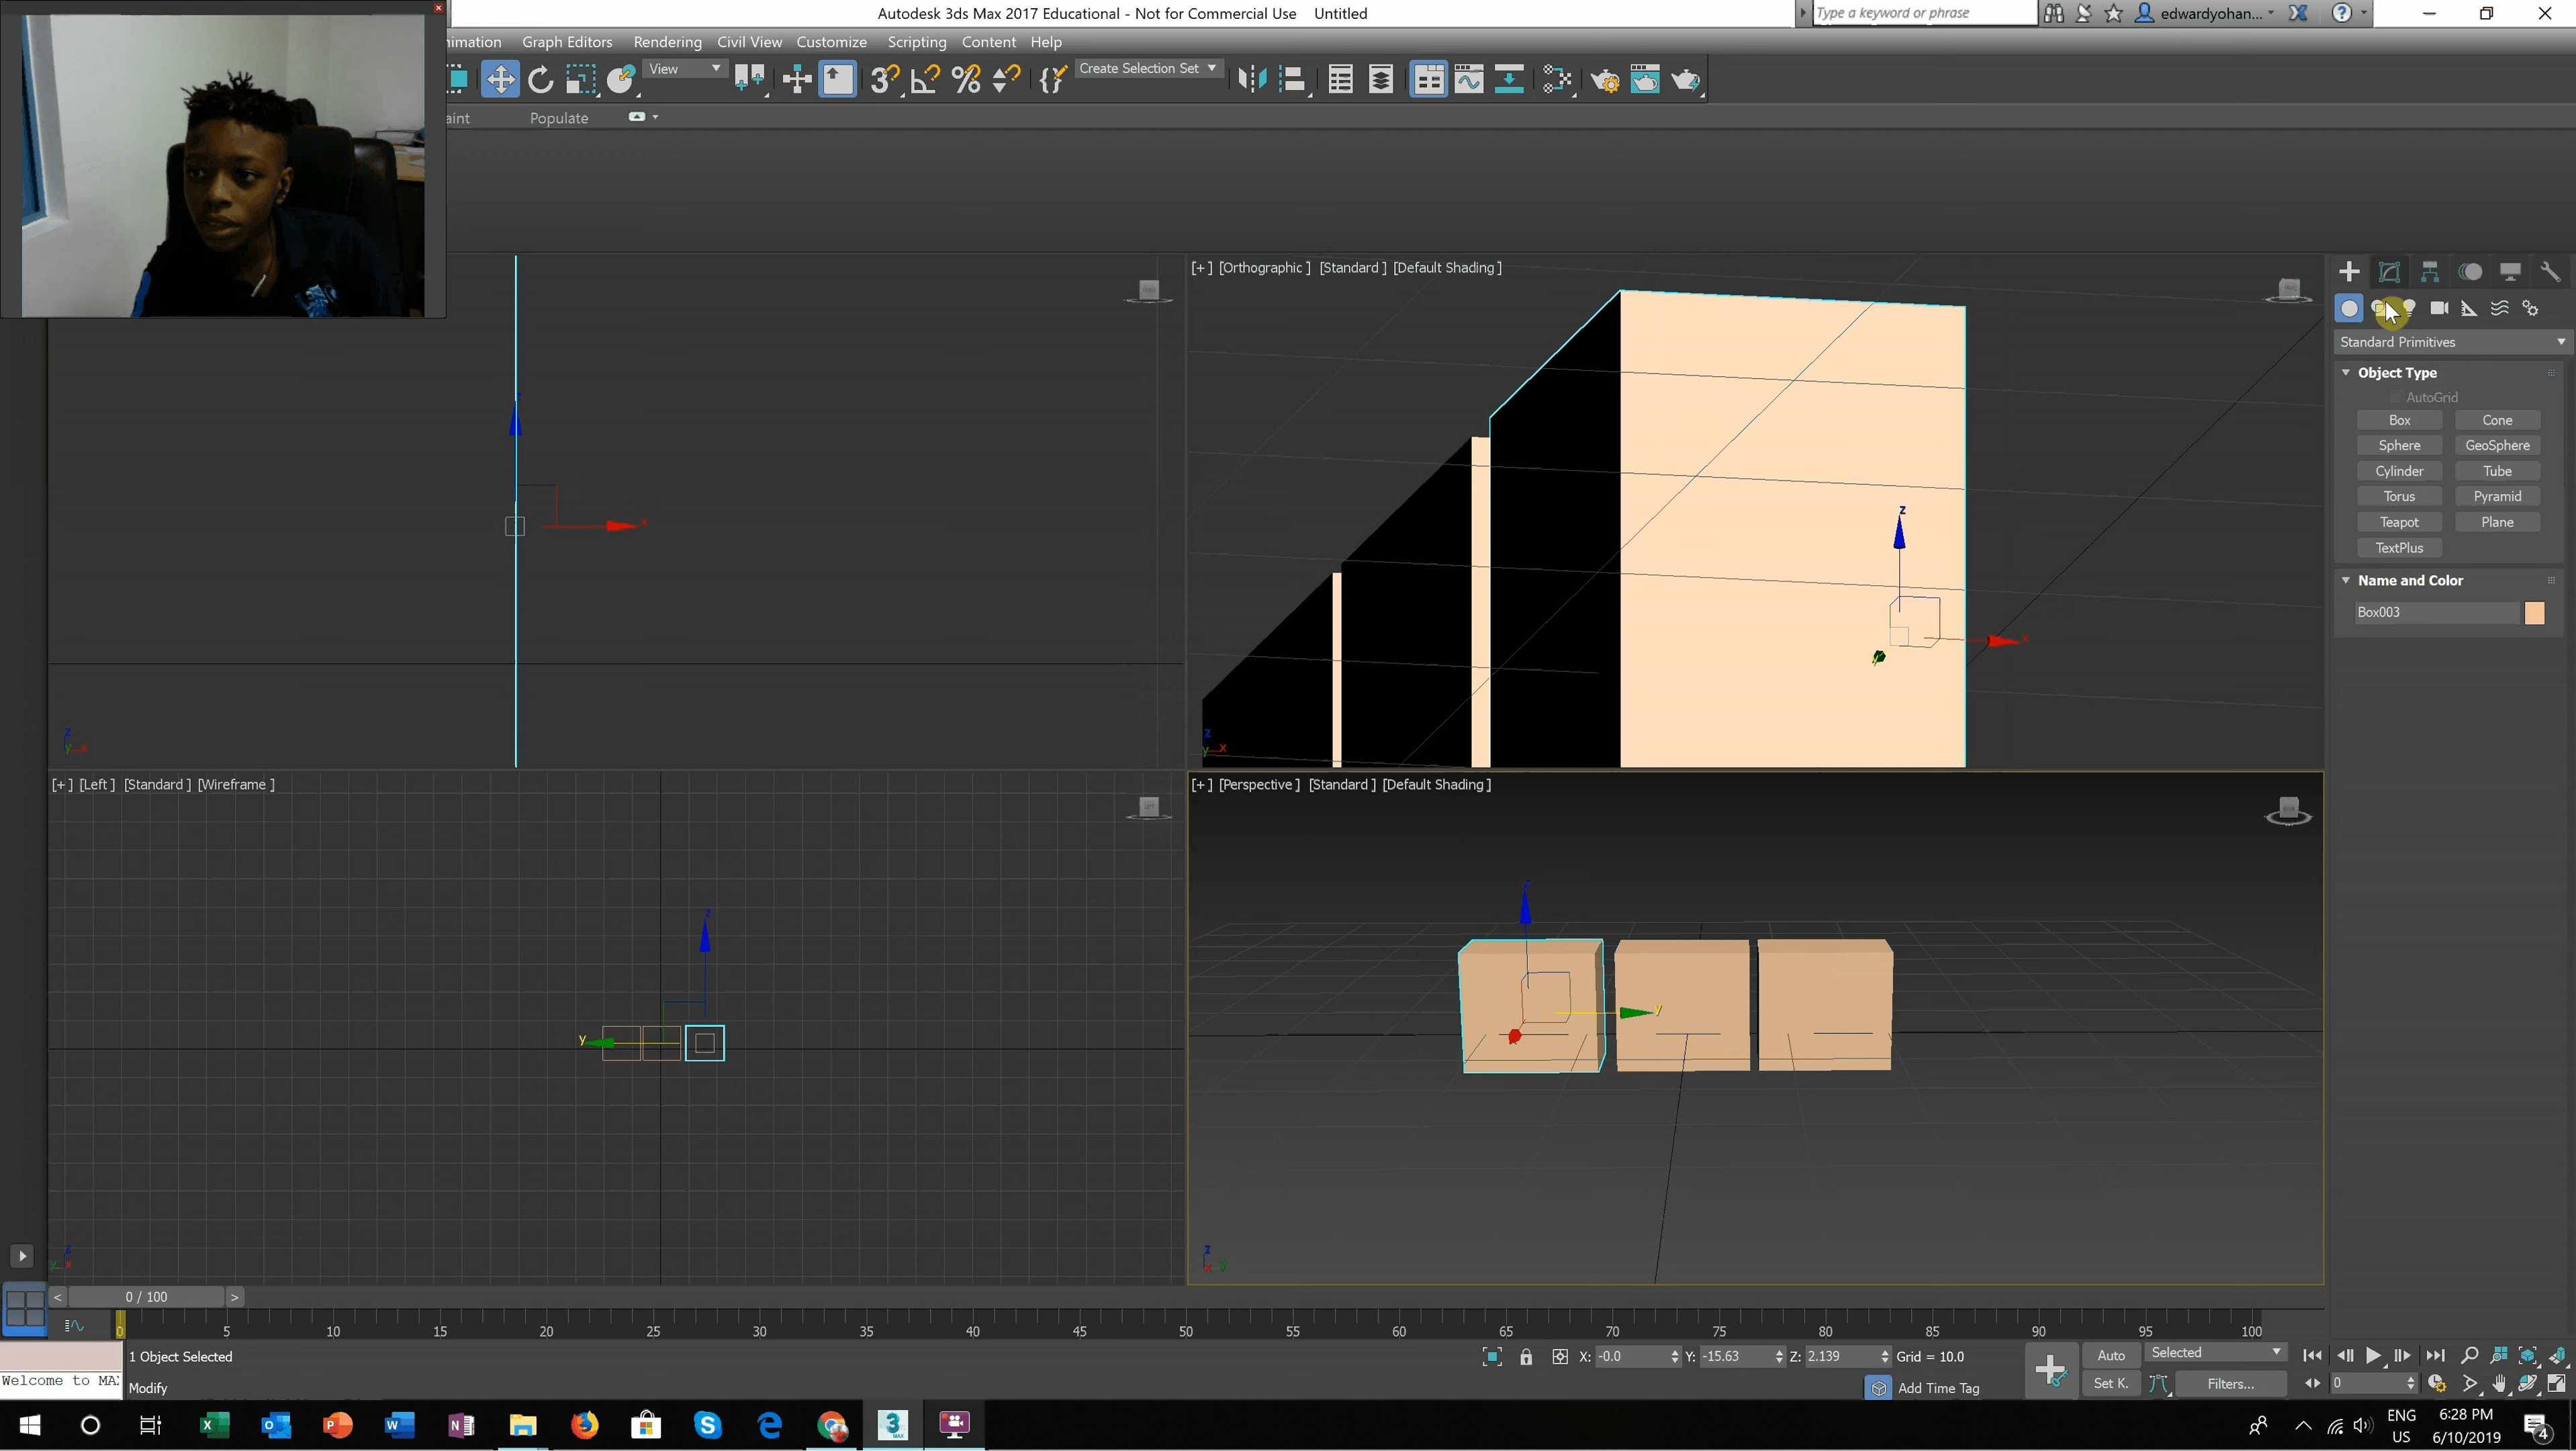 Autodesk 3ds Max 2017 Educational - Not for Commercial Use Untitled
Type a keyword or phrase
edwardyohan...
Graph Editors Rendering Civil View Customize Scripting Content Help
View
Create Selection Set
Populate
[+] [Orthographic ] [Standard ] [Default Shading ]
Standard Primitives
Object Type
AutoGrid
Box Cone
Sphere GeoSphere
Cylinder Tube
Torus Pyramid
Teapot Plane
TextPlus
Name and Color
Box003
x
z
x
z
y x
z
y x
[+] [Left ] [Standard ] [Wireframe ]
[+] [Perspective ] [Standard ] [Default Shading ]
z
y
z
y
z
y x
z
x y
< 0 / 100 >
0 5 10 15 20 25 30 35 40 45 50 55 60 65 70 75 80 85 90 95 100
1 Object Selected
X: -0.0 Y: -15.63 Z: 2.139 Grid = 10.0
Auto Selected
Welcome to MAX
Modify
Add Time Tag
Set K. Filters... 0
ENG
US
6:28 PM
6/10/2019
4